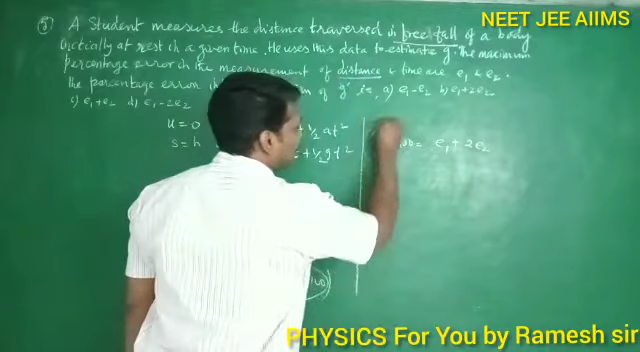 NEET JEE AIIMS
A Student measures the distance traversed in free fall of a body
initially at rest in a given time. He uses this data to estimate g. The maximum
percentage error in the measurement of distance & time are e1 & e2.
the percentage error in of 'g' is, a) e1-e2 b) e1+2e2
c) e1+e2 d) e1-2e2
u = 0 + 1/2 at²
s = h = + 1/2 gt² = e1 + 2e2
PHYSICS For You by Ramesh sir